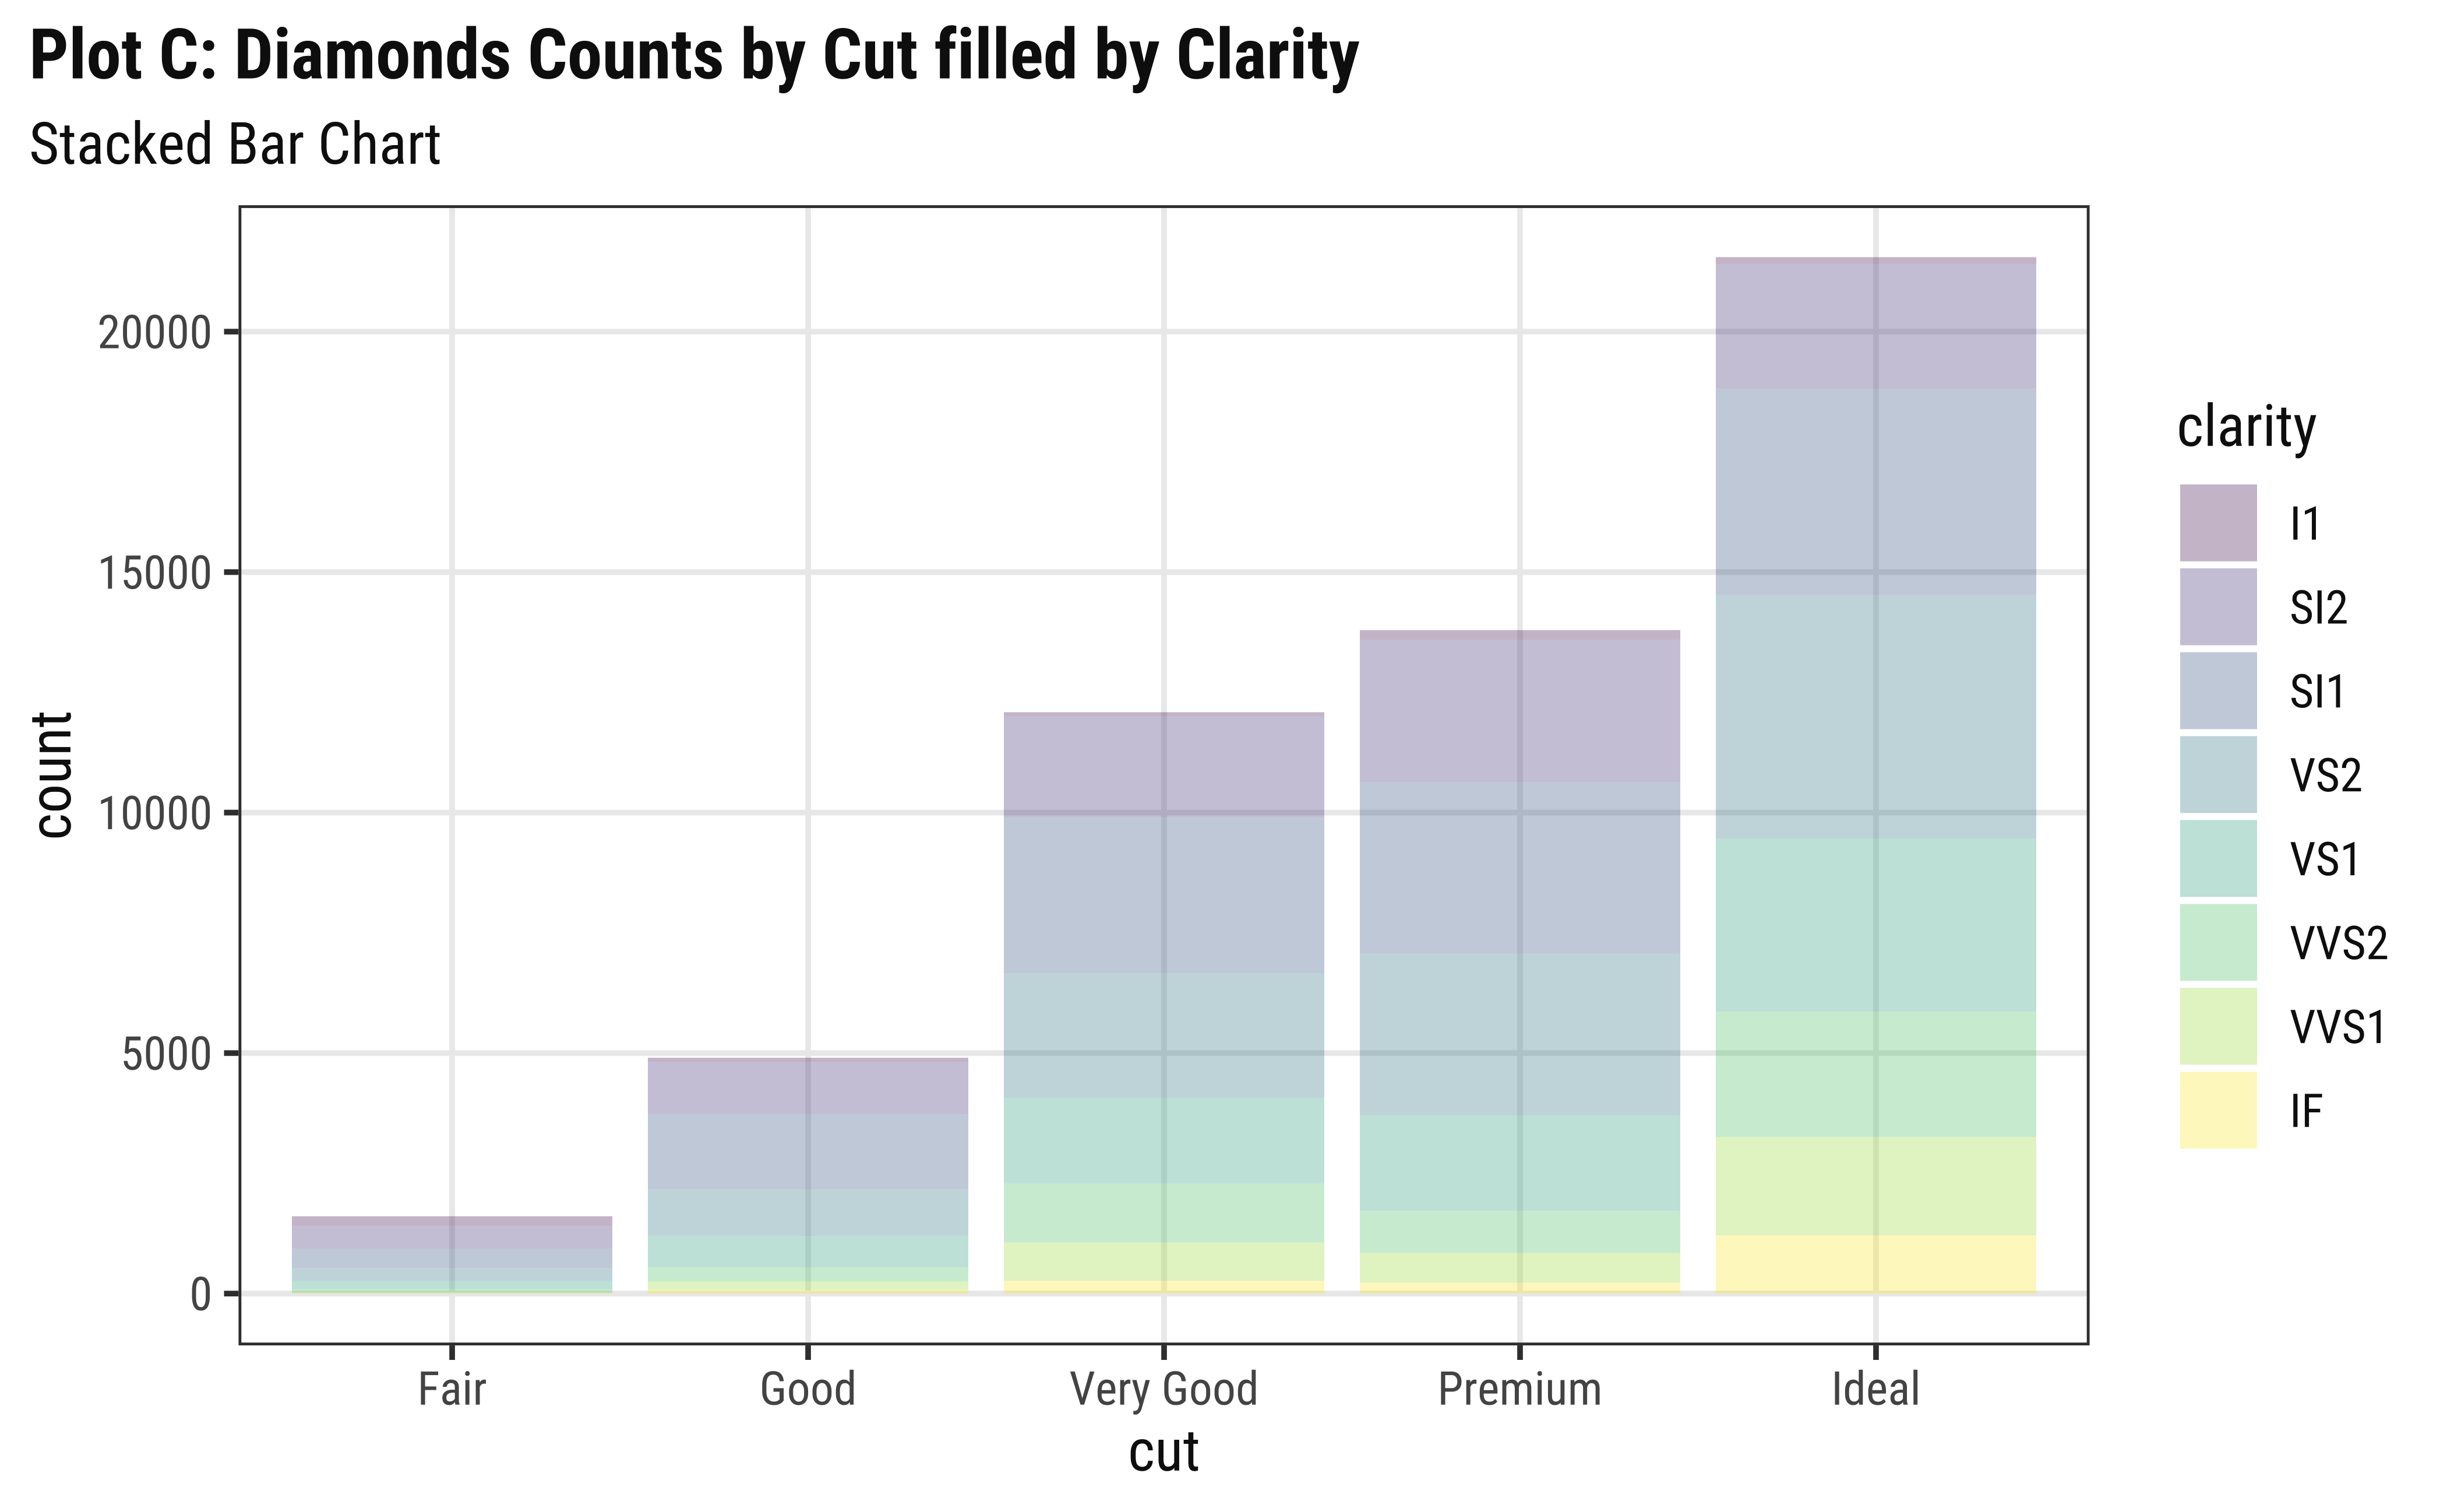 Plot C: Diamonds Counts by Cut filled by Clarity
Stacked Bar Chart
count
20000
15000
10000
5000
0
Fair
Good
Very Good
Premium
Ideal
cut
clarity
I1
SI2
SI1
VS2
VS1
VVS2
VVS1
IF